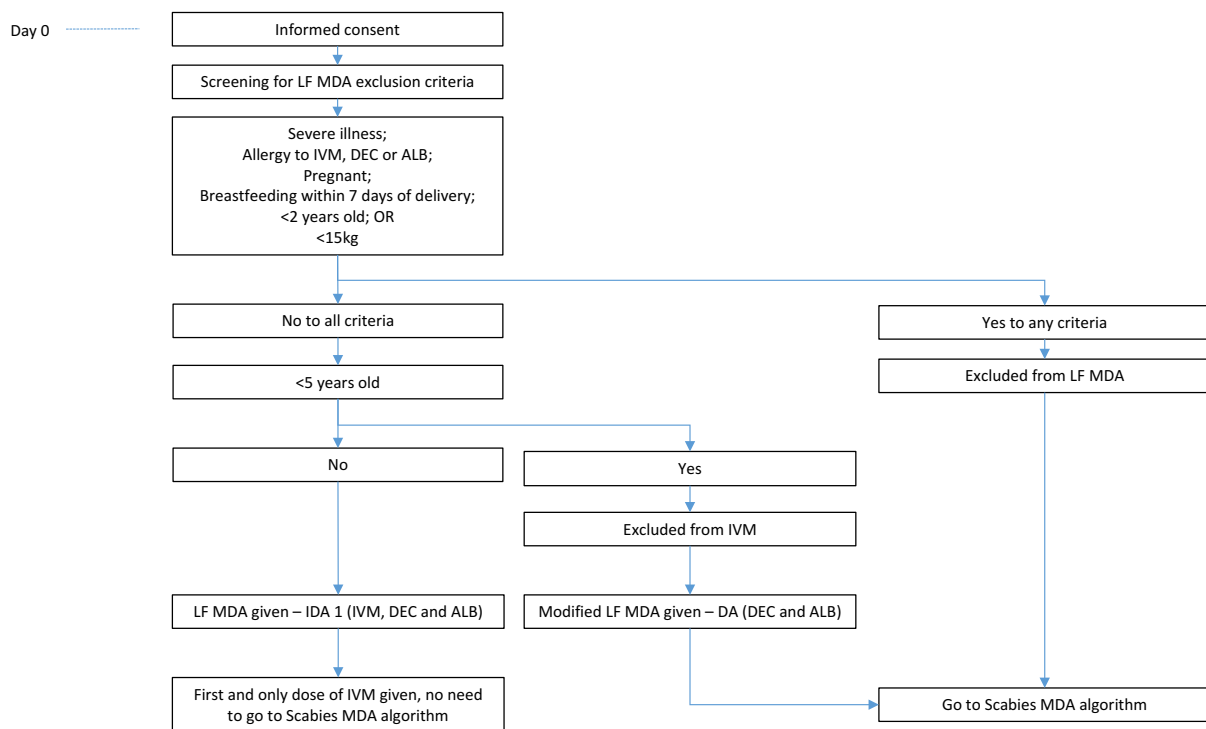 Day 0
Informed consent
Screening for LF MDA exclusion criteria
Severe illness;
Allergy to IVM, DEC or ALB;
Pregnant;
Breastfeeding within 7 days of delivery;
<2 years old; OR
<15kg
No to all criteria
Yes to any criteria
<5 years old
Excluded from LF MDA
No
Yes
Excluded from IVM
LF MDA given – IDA 1 (IVM, DEC and ALB)
Modified LF MDA given – DA (DEC and ALB)
First and only dose of IVM given, no need
to go to Scabies MDA algorithm
Go to Scabies MDA algorithm